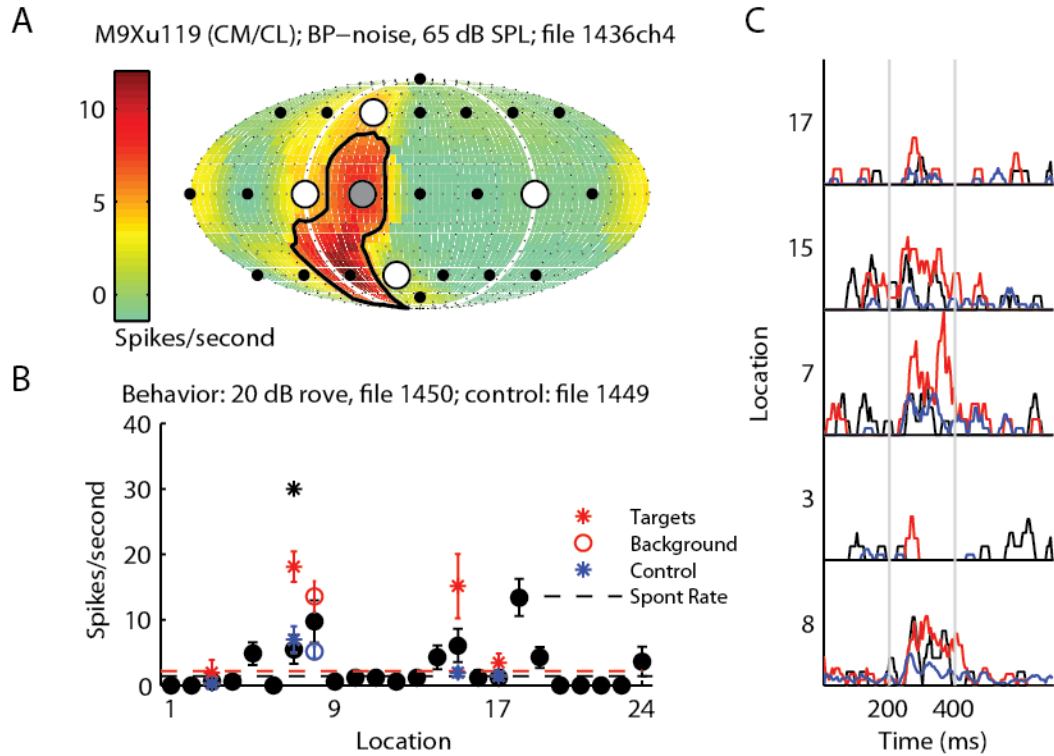 A
M9Xu119 (CM/CL); BP−noise, 65 dB SPL; file 1436ch4
10
5
0
Spikes/second
B
Behavior: 20 dB rove, file 1450; control: file 1449
40
30
20
10
0
Spikes/second
1
9
17
24
Location
Targets
Background
Control
Spont Rate
C
17
15
7
3
8
Location
200
400
Time (ms)